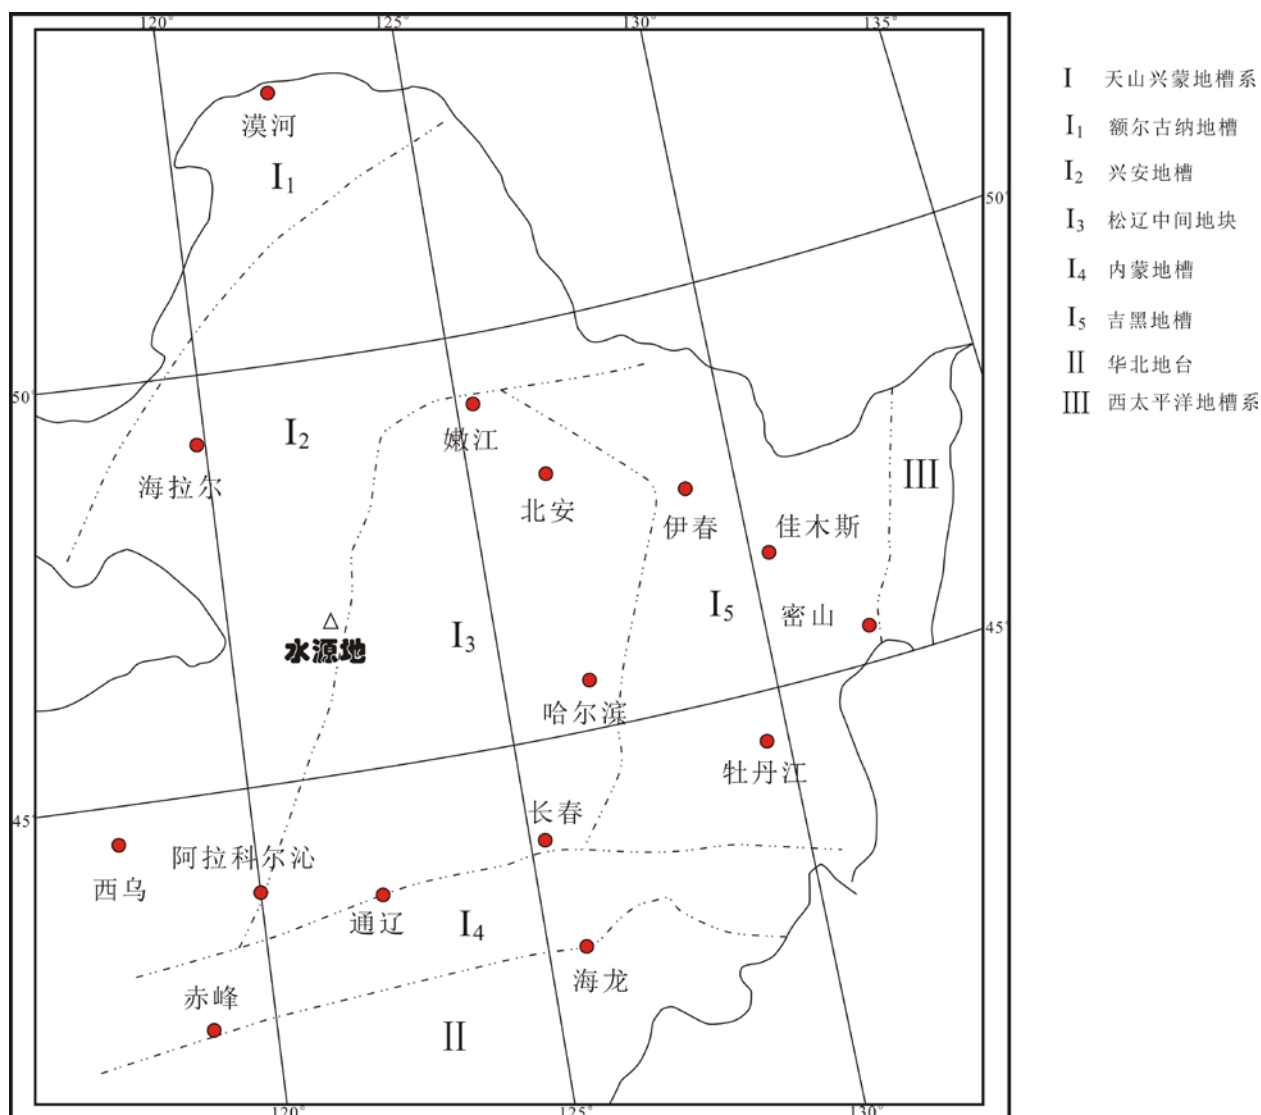 120° 125° 130° 135°
漠河
I₁
50°
50°
I₂
嫩江
海拉尔
北安
伊春
佳木斯
III
水源地
I₃
I₅
密山
哈尔滨
45°
牡丹江
45°
长春
阿拉科尔沁
西乌
通辽
I₄
海龙
赤峰
II
120° 125° 130°
I 天山兴蒙地槽系
I₁ 额尔古纳地槽
I₂ 兴安地槽
I₃ 松辽中间地块
I₄ 内蒙地槽
I₅ 吉黑地槽
II 华北地台
III 西太平洋地槽系